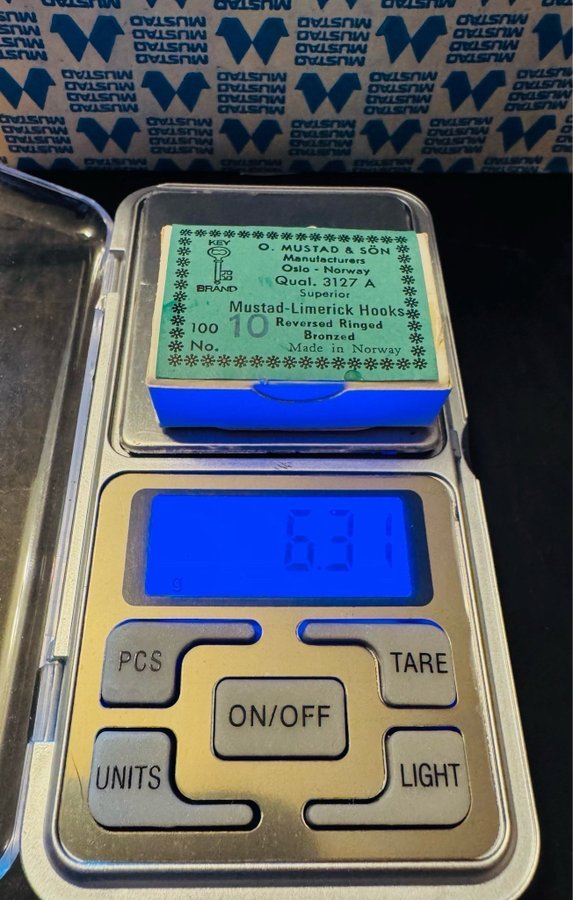 MUSTAD
KEY
BRAND
O. MUSTAD & SÖN
Manufacturers
Oslo - Norway
Qual. 3127 A
Superior
Mustad-Limerick Hooks
100 10 Reversed Ringed
No. Bronzed
Made in Norway
6.31
g
PCS
TARE
ON/OFF
UNITS
LIGHT